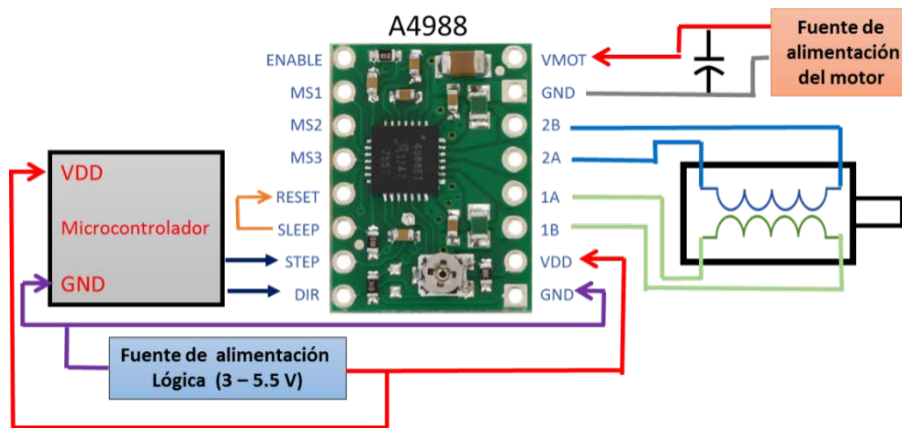 A4988
Fuente de
alimentación
del motor
ENABLE
MS1
MS2
MS3
RESET
SLEEP
STEP
DIR
VMOT
GND
2B
2A
1A
1B
VDD
GND
VDD
Microcontrolador
GND
Fuente de alimentación
Lógica (3 – 5.5 V)